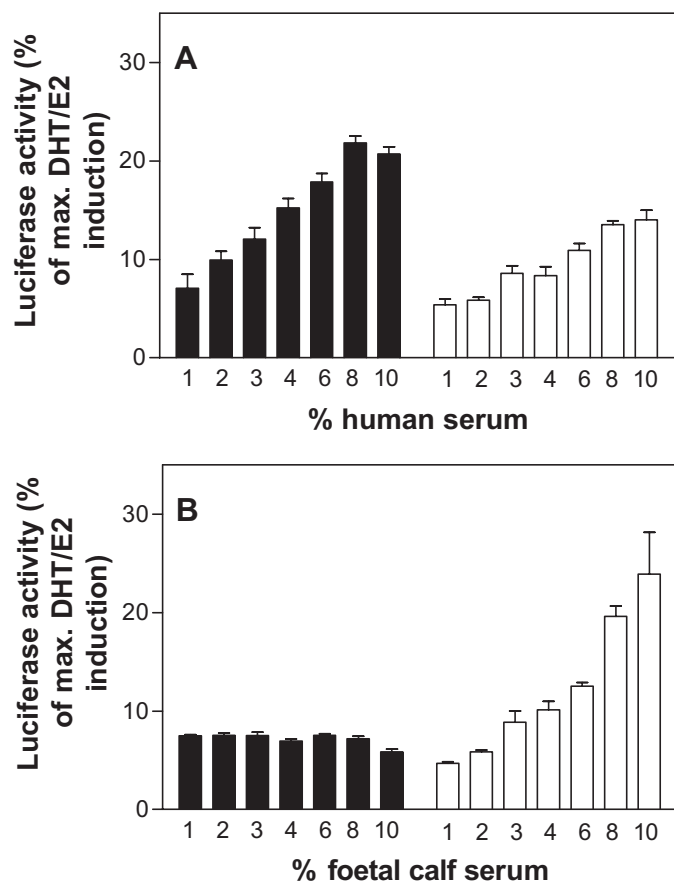 Luciferase activity (%
of max. DHT/E2
induction)
A
30
20
10
0
1 2 3 4 6 8 10 1 2 3 4 6 8 10
% human serum
Luciferase activity (%
of max. DHT/E2
induction)
B
30
20
10
0
1 2 3 4 6 8 10 1 2 3 4 6 8 10
% foetal calf serum